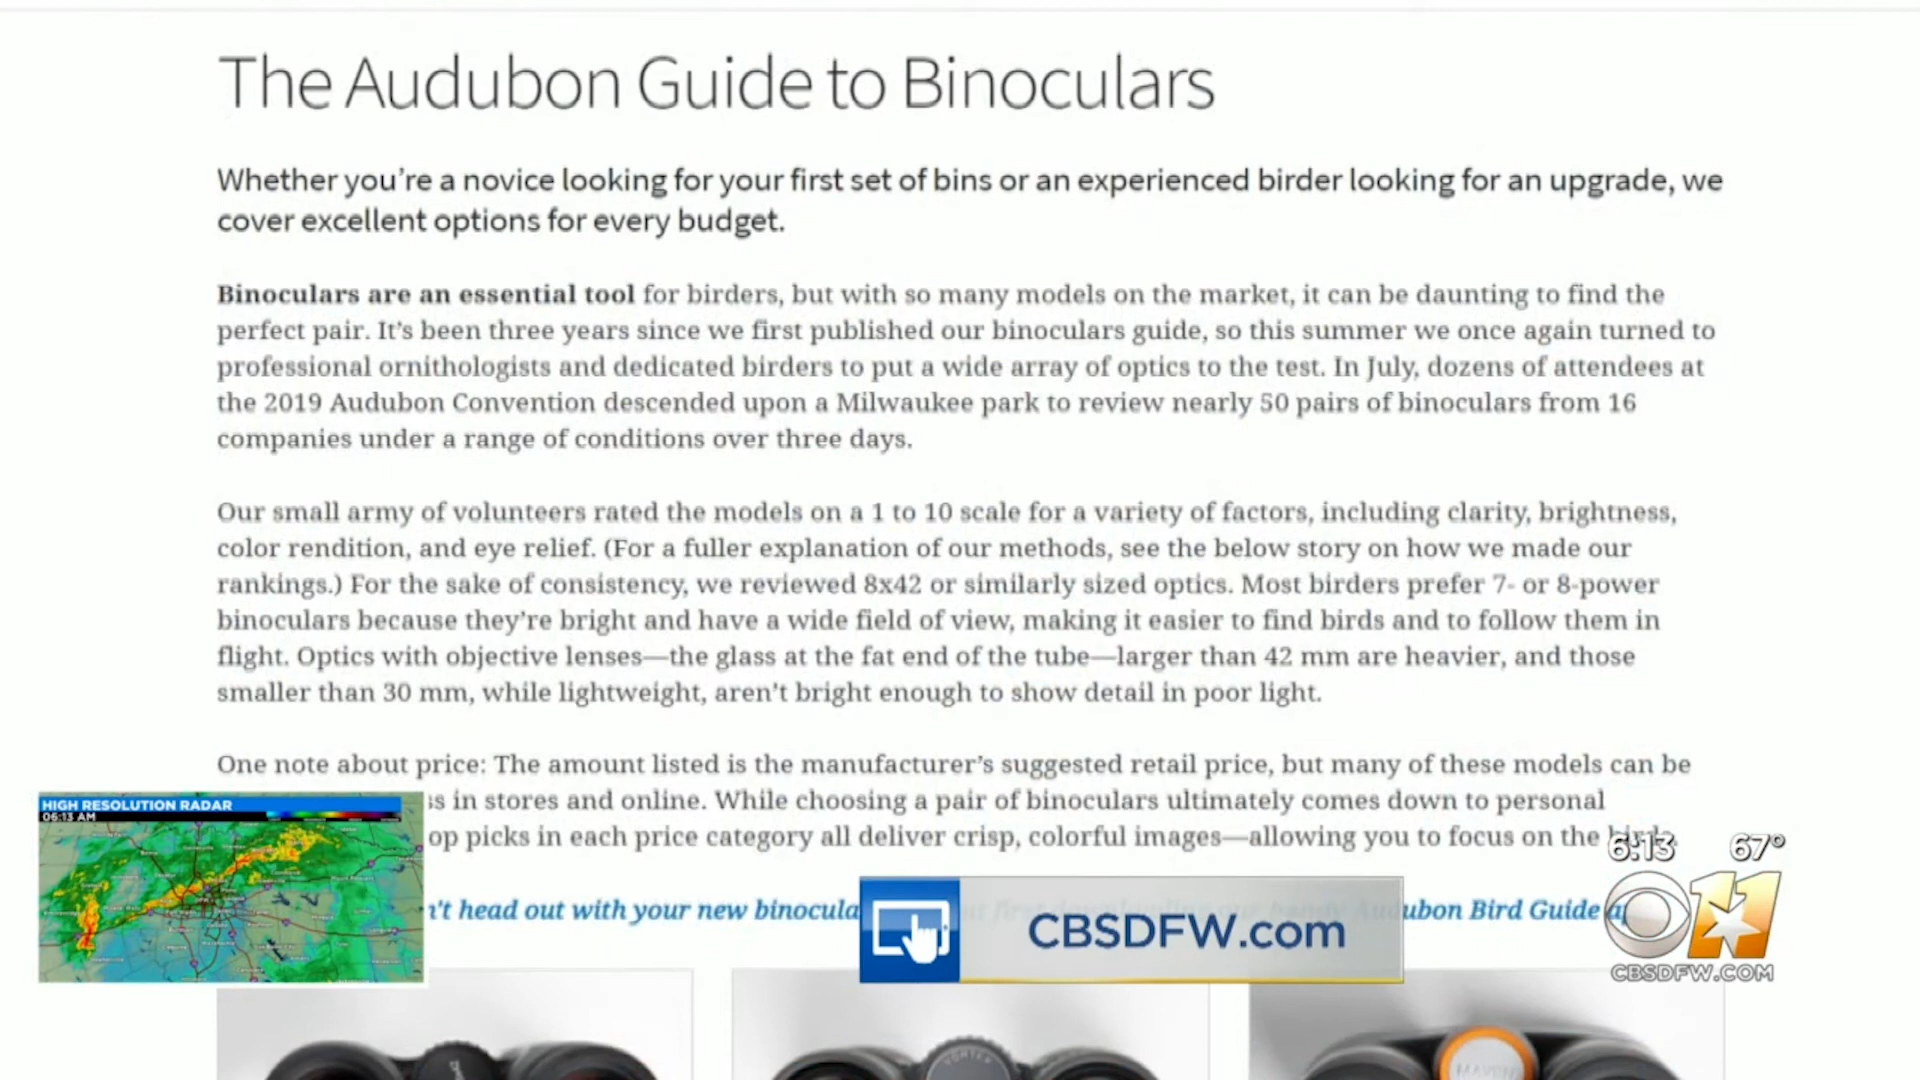 The Audubon Guide to Binoculars
Whether you're a novice looking for your first set of bins or an experienced birder looking for an upgrade, we
cover excellent options for every budget.
Binoculars are an essential tool for birders, but with so many models on the market, it can be daunting to find the
perfect pair. It's been three years since we first published our binoculars guide, so this summer we once again turned to
professional ornithologists and dedicated birders to put a wide array of optics to the test. In July, dozens of attendees at
the 2019 Audubon Convention descended upon a Milwaukee park to review nearly 50 pairs of binoculars from 16
companies under a range of conditions over three days.
Our small army of volunteers rated the models on a 1 to 10 scale for a variety of factors, including clarity, brightness,
color rendition, and eye relief. (For a fuller explanation of our methods, see the below story on how we made our
rankings.) For the sake of consistency, we reviewed 8x42 or similarly sized optics. Most birders prefer 7- or 8-power
binoculars because they're bright and have a wide field of view, making it easier to find birds and to follow them in
flight. Optics with objective lenses—the glass at the fat end of the tube—larger than 42 mm are heavier, and those
smaller than 30 mm, while lightweight, aren't bright enough to show detail in poor light.
One note about price: The amount listed is the manufacturer's suggested retail price, but many of these models can be
in stores and online. While choosing a pair of binoculars ultimately comes down to personal
picks in each price category all deliver crisp, colorful images—allowing you to focus on the
head out with your new Bird Guide
HIGH RESOLUTION RADAR
06:13 AM
CBSDFW.com
6:13 67°
11
CBSDFW.COM
VORTEX
MAVEN